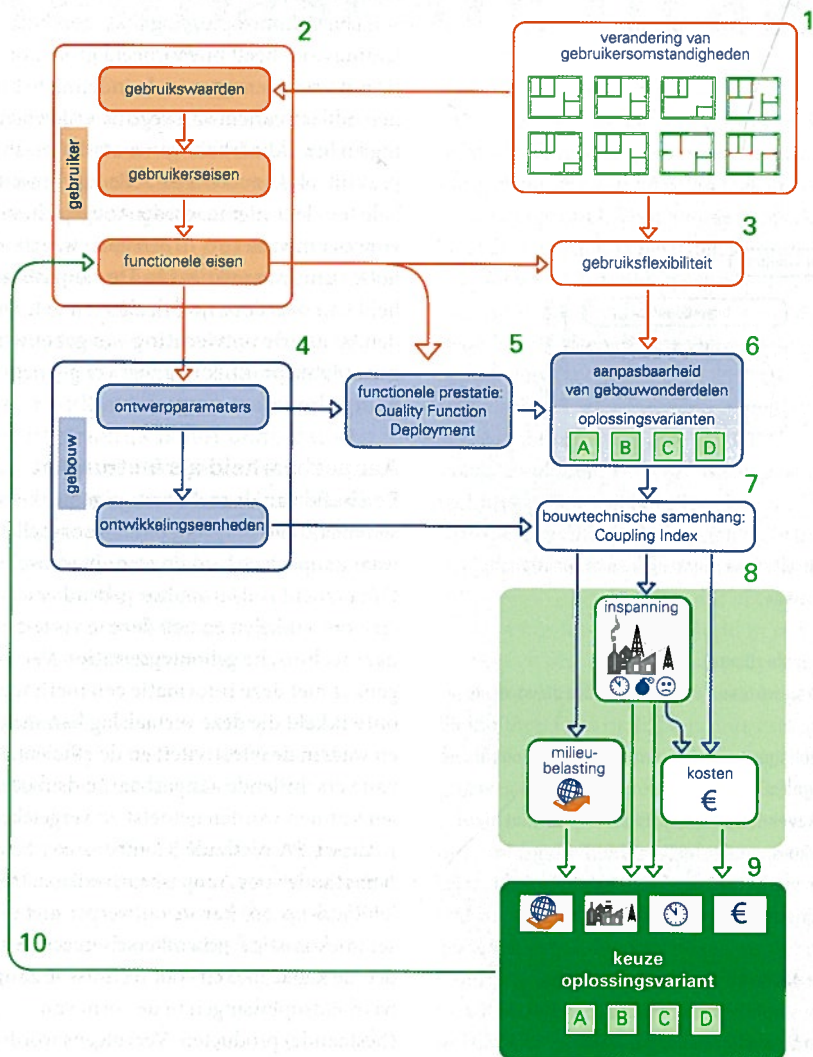 1
verandering van
gebruikersomstandigheden
2
gebruikswaarden
gebruikerseisen
functionele eisen
gebruiker
3
gebruiksflexibiliteit
4
ontwerpparameters
ontwikkelingseenheden
gebouw
5
functionele prestatie:
Quality Function
Deployment
6
aanpasbaarheid
van gebouwonderdelen
oplossingsvarianten
A B C D
7
bouwtechnische samenhang:
Coupling Index
8
inspanning
milieu-
belasting
kosten
€
9
€
keuze
oplossingsvariant
A B C D
10